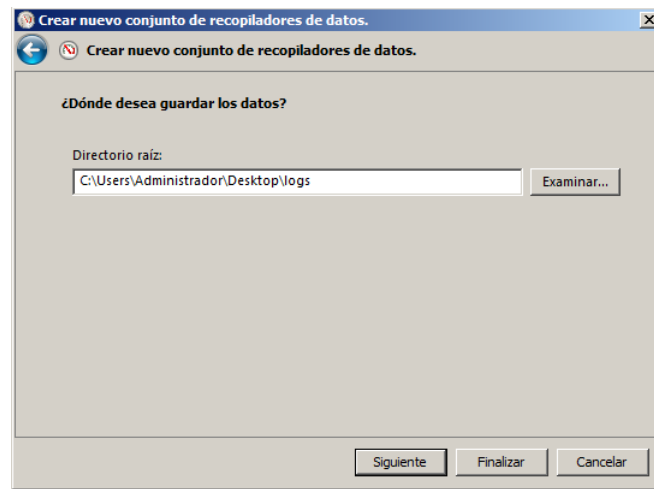 Crear nuevo conjunto de recopiladores de datos.
Crear nuevo conjunto de recopiladores de datos.
¿Dónde desea guardar los datos?
Directorio raíz:
C:\Users\Administrador\Desktop\logs
Examinar...
Siguiente
Finalizar
Cancelar